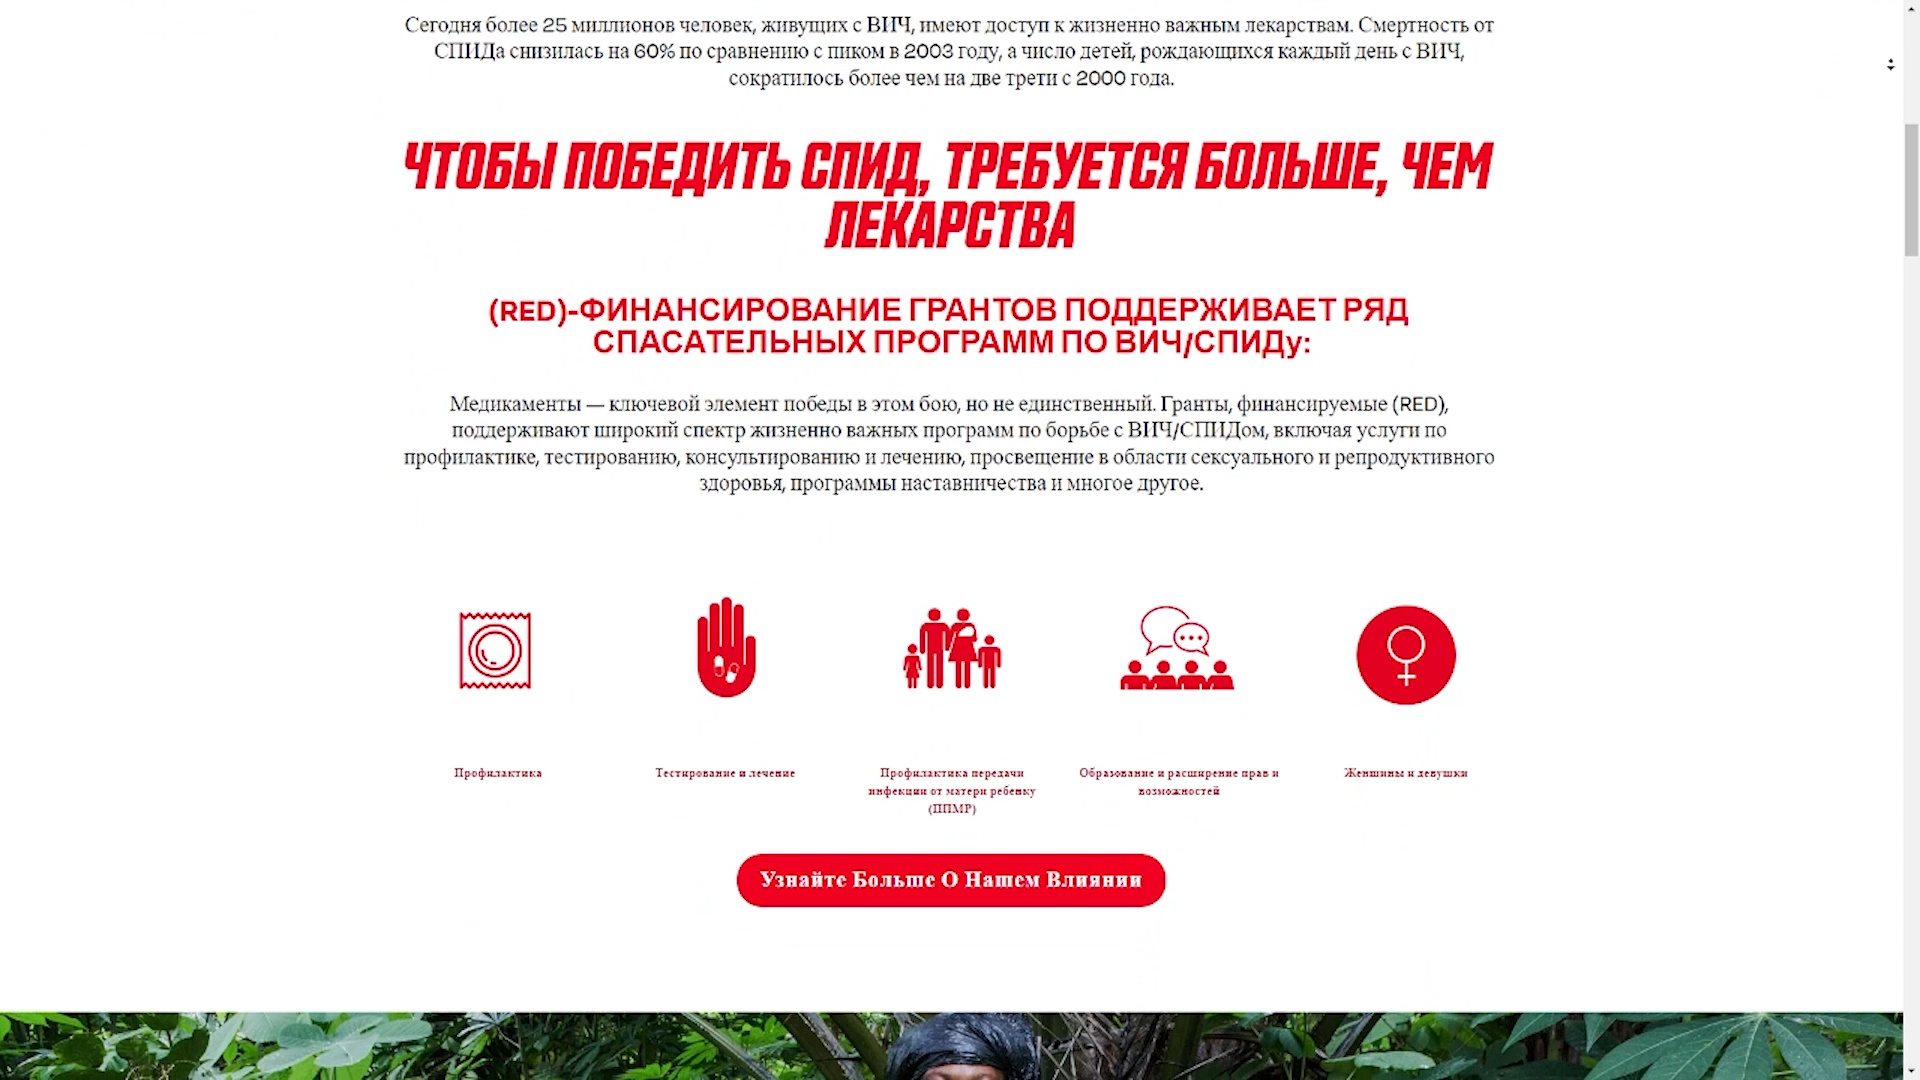 Сегодня более 25 миллионов человек, живущих с ВИЧ, имеют доступ к жизненно важным лекарствам. Смертность от
СПИДа снизилась на 60% по сравнению с пиком в 2003 году, а число детей, рождающихся каждый день с ВИЧ,
сократилось более чем на две трети с 2000 года.
ЧТОБЫ ПОБЕДИТЬ СПИД, ТРЕБУЕТСЯ БОЛЬШЕ, ЧЕМ
ЛЕКАРСТВА
(RED)-ФИНАНСИРОВАНИЕ ГРАНТОВ ПОДДЕРЖИВАЕТ РЯД
СПАСАТЕЛЬНЫХ ПРОГРАММ ПО ВИЧ/СПИДу:
Медикаменты — ключевой элемент победы в этом бою, но не единственный. Гранты, финансируемые (RED),
поддерживают широкий спектр жизненно важных программ по борьбе с ВИЧ/СПИДом, включая услуги по
профилактике, тестированию, консультированию и лечению, просвещение в области сексуального и репродуктивного
здоровья, программы наставничества и многое другое.
Профилактика
Тестирование и лечение
Профилактика передачи
инфекции от матери ребенку
(ППМР)
Образование и расширение прав и
возможностей
Женщины и девушки
Узнайте Больше О Нашем Влиянии